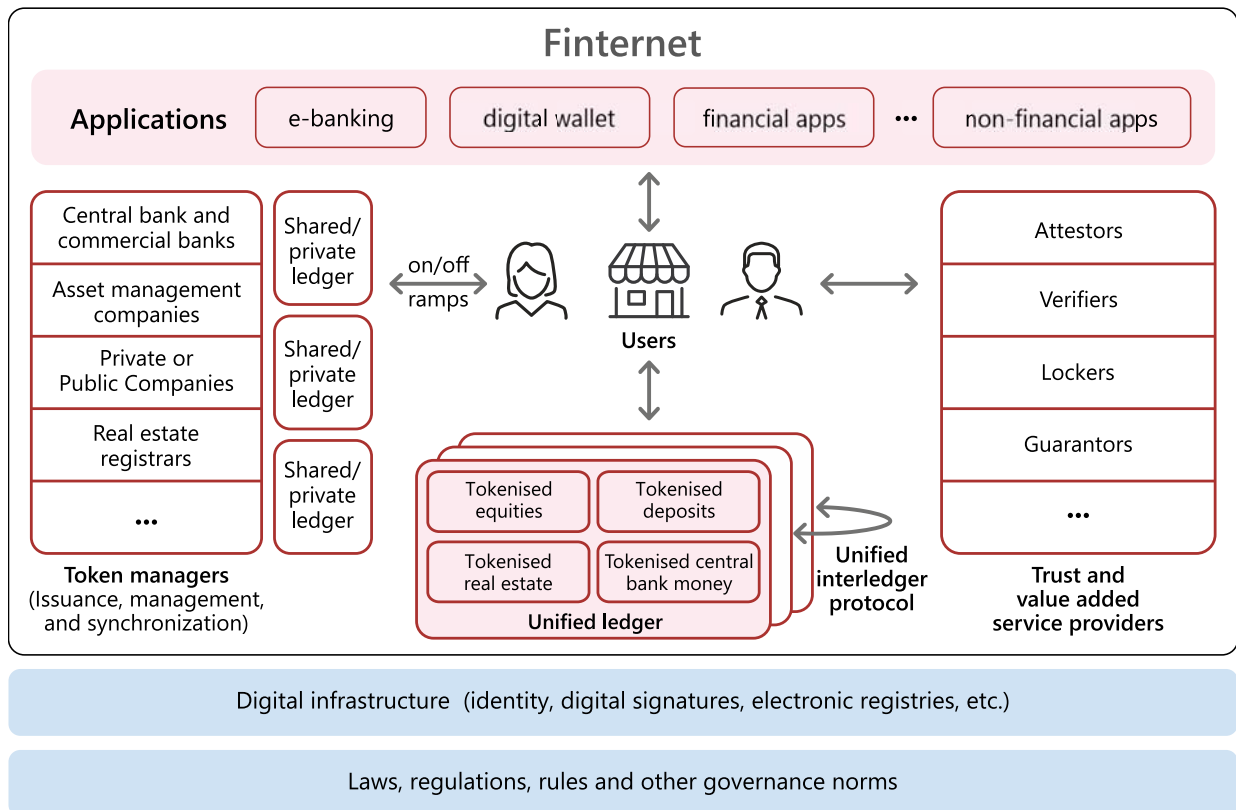 Finternet
Applications
e-banking
digital wallet
financial apps
...
non-financial apps
Central bank and
commercial banks
Asset management
companies
Private or
Public Companies
Real estate
registrars
...
Token managers
(Issuance, management,
and synchronization)
Shared/
private
ledger
Shared/
private
ledger
Shared/
private
ledger
on/off
ramps
Users
Tokenised
equities
Tokenised
deposits
Tokenised
real estate
Tokenised central
bank money
Unified ledger
Unified
interledger
protocol
Attestors
Verifiers
Lockers
Guarantors
...
Trust and
value added
service providers
Digital infrastructure (identity, digital signatures, electronic registries, etc.)
Laws, regulations, rules and other governance norms